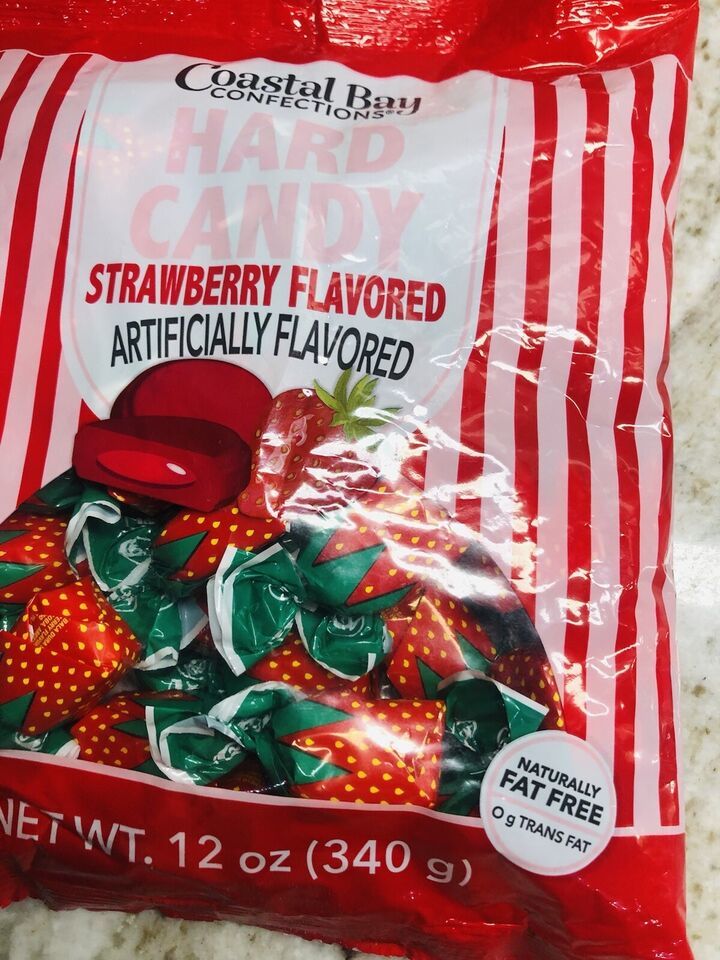 Coastal Bay
CONFECTIONS®
HARD
CANDY
STRAWBERRY FLAVORED
ARTIFICIALLY FLAVORED
NATURALLY
FAT FREE
0 g TRANS FAT
NET WT. 12 oz (340 g)